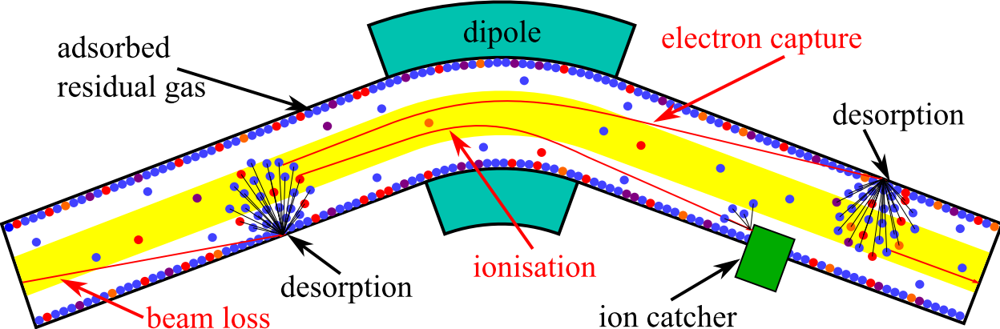 dipole
electron capture
adsorbed
residual gas
desorption
ionisation
desorption
beam loss
ion catcher